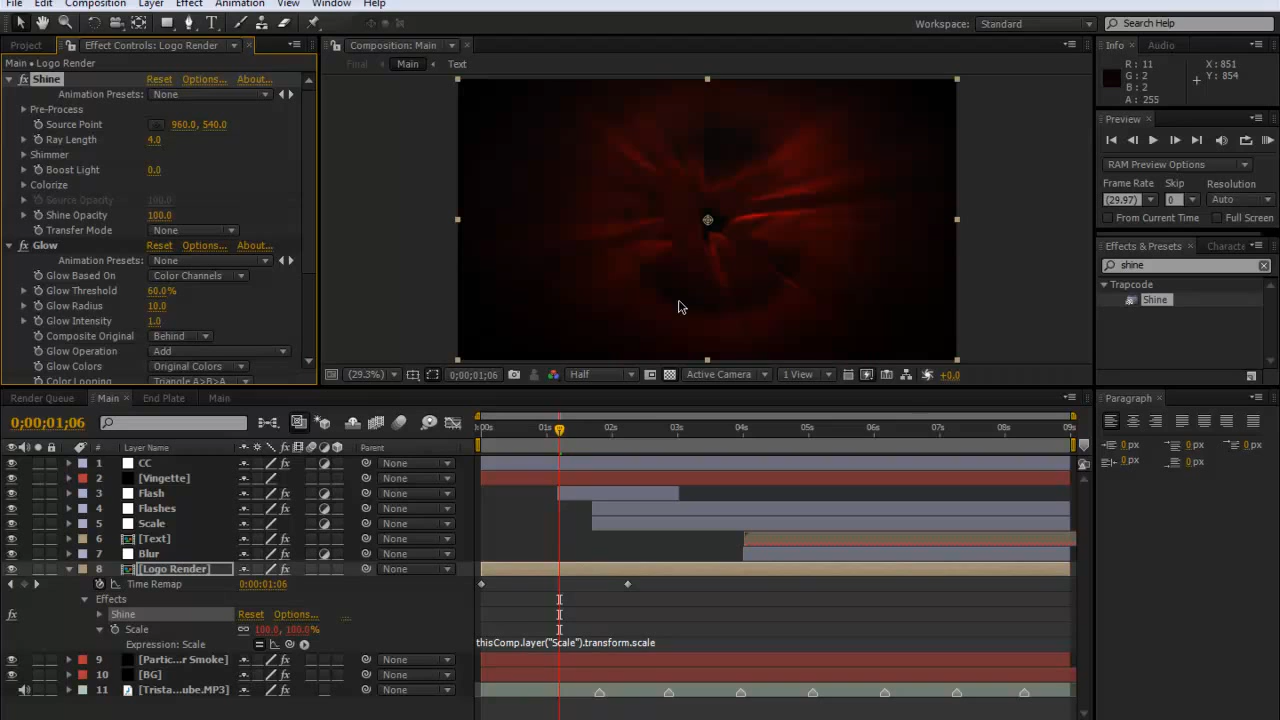 File Edit Composition Layer Effect Animation View Window Help
Workspace: Standard Search Help
Project Effect Controls: Logo Render
Main • Logo Render
fx Shine Reset Options... About...
Animation Presets: None
Pre-Process
Source Point 960.0, 540.0
Ray Length 4.0
Shimmer
Boost Light 0.0
Colorize
Source Opacity 100.0
Shine Opacity 100.0
Transfer Mode None
fx Glow Reset Options... About...
Animation Presets: None
Glow Based On Color Channels
Glow Threshold 60.0%
Glow Radius 10.0
Glow Intensity 1.0
Composite Original Behind
Glow Operation Add
Glow Colors Original Colors
Color Looping Triangle A>B>A
Composition: Main
Final Main Text
(29.3%) 0;00;01;06 Half Active Camera 1 View +0.0
Info Audio
R: 11 X: 851
G: 2 Y: 854
B: 2
A: 255
Preview
RAM Preview Options
Frame Rate Skip Resolution
(29.97) 0 Auto
From Current Time Full Screen
Effects & Presets Characte
shine
Trapcode
Shine
Paragraph
0 px 0 px 0 px
0 px 0 px
Render Queue Main End Plate Main
0;00;01;06
:00s 01s 02s 03s 04s 05s 06s 07s 08s 09s
# Layer Name fx Parent
1 CC None
2 [Vingette] None
3 Flash fx None
4 Flashes fx None
5 Scale None
6 [Text] fx None
7 Blur fx None
8 [Logo Render] fx None
Time Remap 0:00:01:06
fx Effects
Shine Reset Options... ...
Scale 100.0, 100.0%
Expression: Scale thisComp.layer("Scale").transform.scale
9 [Partic...r Smoke] fx None
10 [BG] fx None
11 [Trista...ube.MP3] None